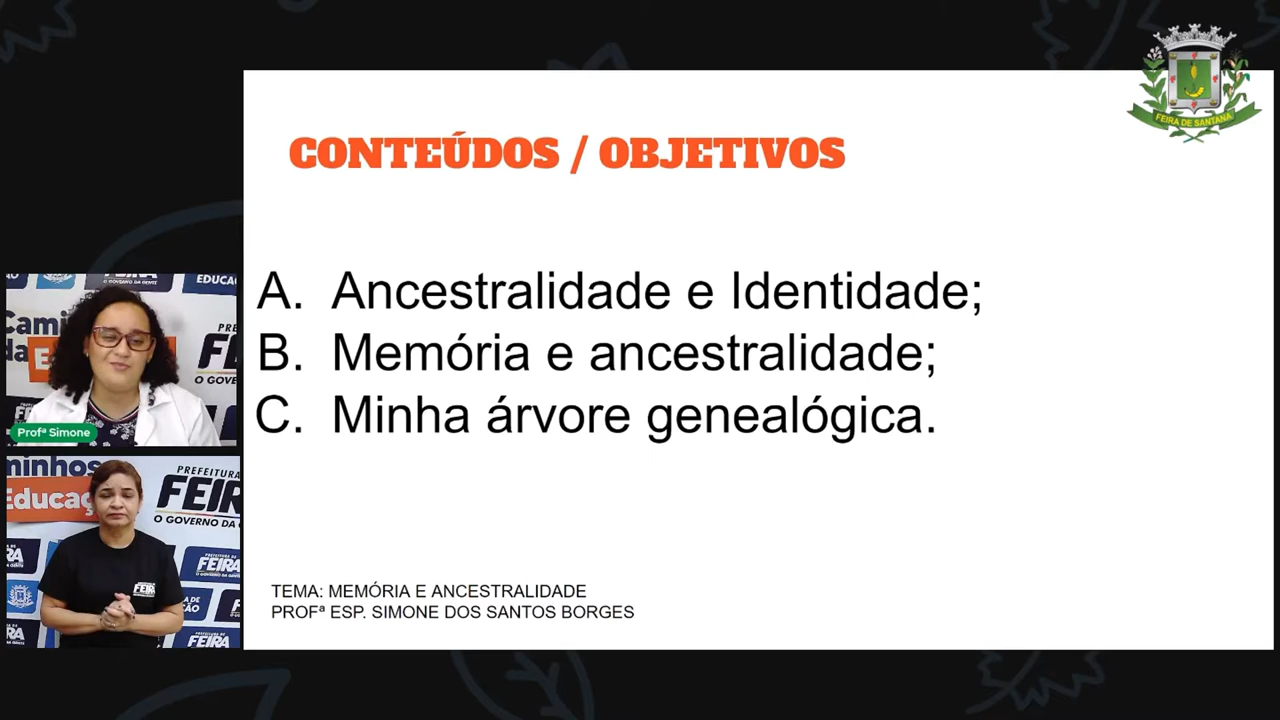 FEIRA DE SANTANA
CONTEÚDOS / OBJETIVOS
A. Ancestralidade e Identidade;
B. Memória e ancestralidade;
C. Minha árvore genealógica.
TEMA: MEMÓRIA E ANCESTRALIDADE
PROFª ESP. SIMONE DOS SANTOS BORGES
Profª Simone
PREFEITURA
FEIRA
O GOVERNO DA GENTE